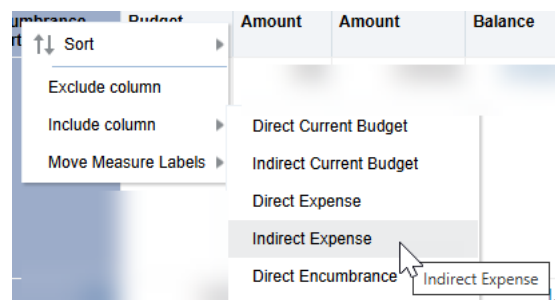 Budget Amount Amount Balance
Sort
Exclude column
Include column
Move Measure Labels
Direct Current Budget
Indirect Current Budget
Direct Expense
Indirect Expense
Direct Encumbrance
Indirect Expense